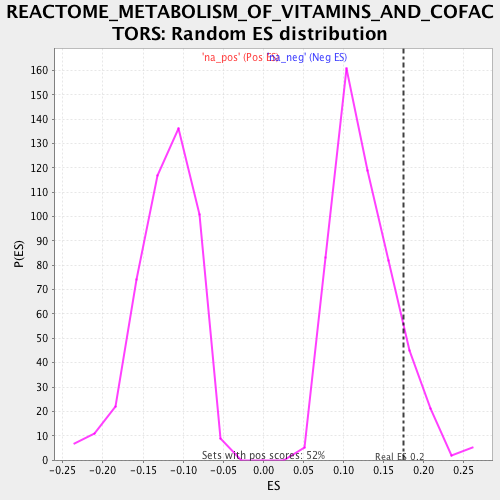 REACTOME_METABOLISM_OF_VITAMINS_AND_COFAC
TORS: Random ES distribution
'na_pos' (Pos ES) 'na_neg' (Neg ES)
160
150
140
130
120
110
100
90
80
70
60
50
40
30
20
10
0
P(ES)
Sets with pos scores: 52%
Real ES 0.2
-0.25 -0.20 -0.15 -0.10 -0.05 0.00 0.05 0.10 0.15 0.20 0.25
ES